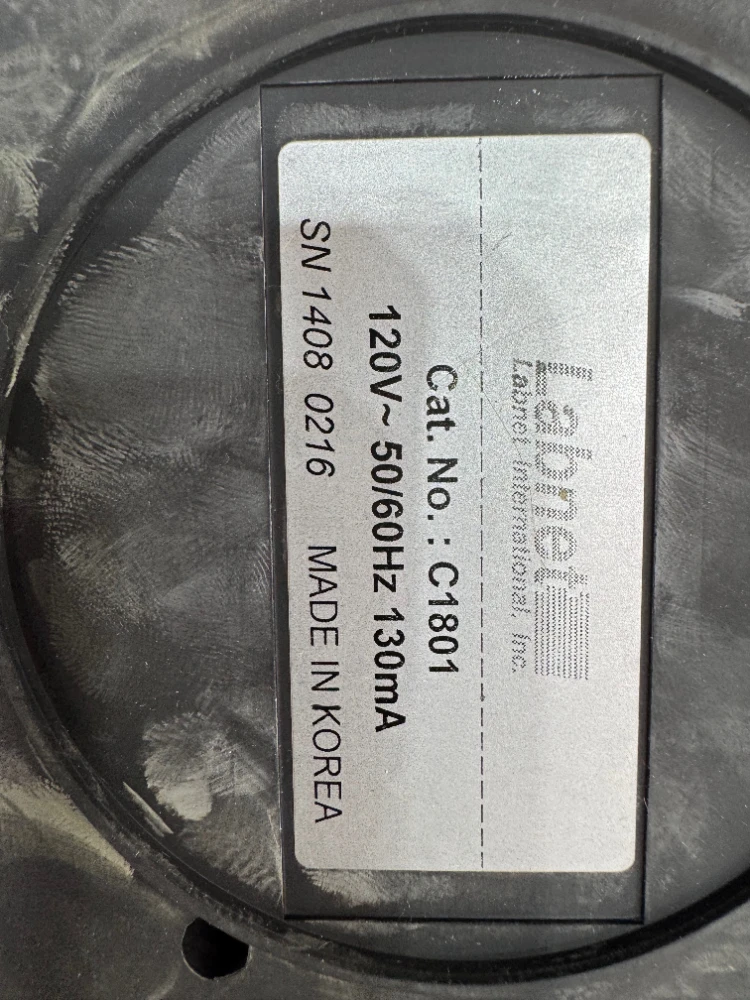 Labnet
Labnet International, Inc.
Cat. No. : C1801
120V~ 50/60Hz 130mA
SN 1408 0216 MADE IN KOREA